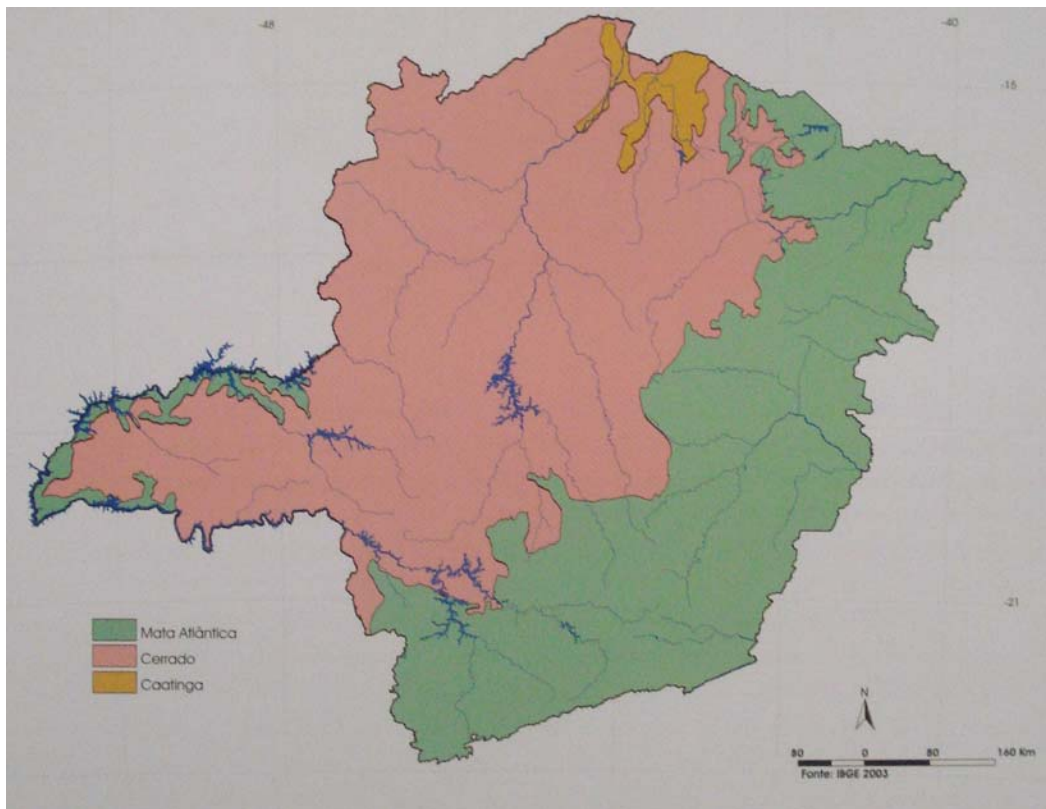 -48
-40
-15
-21
Mata Atlântica
Cerrado
Caatinga
N
80 0 80 160 Km
Fonte: IBGE 2003